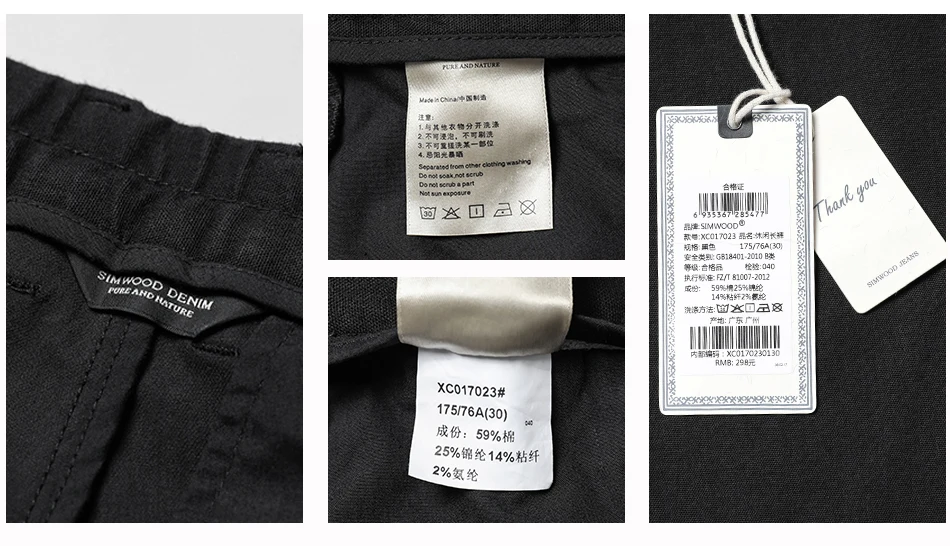 SIMWOOD DENIM
PURE AND NATURE
PURE AND NATURE
Made in China/中国制造
注意:
1.与其他衣物分开洗涤
2.不可浸泡，不可刷洗
3.不可重搓洗某一部位
4.忌阳光暴晒
Separated from other clothing washing
Do not soak,not scrub
Do not scrub a part
Not sun exposure
30
XC017023#
175/76A(30)
040
成份：59%棉
25%锦纶14%粘纤
2%氨纶
合格证
6 935367 285477
品牌:SIMWOOD®
款号:XC017023 品名:休闲长裤
规格: 黑色 175/76A(30)
安全类别: GB18401-2010 B类
等级: 合格品 检验: 040
执行标准: FZ/T 81007-2012
成份: 59%棉25%锦纶
14%粘纤2%氨纶
洗涤方法:
产地: 广东 广州
内部编码：XC0170230130
RMB: 298元
Thank you
SIMWOOD JEANS